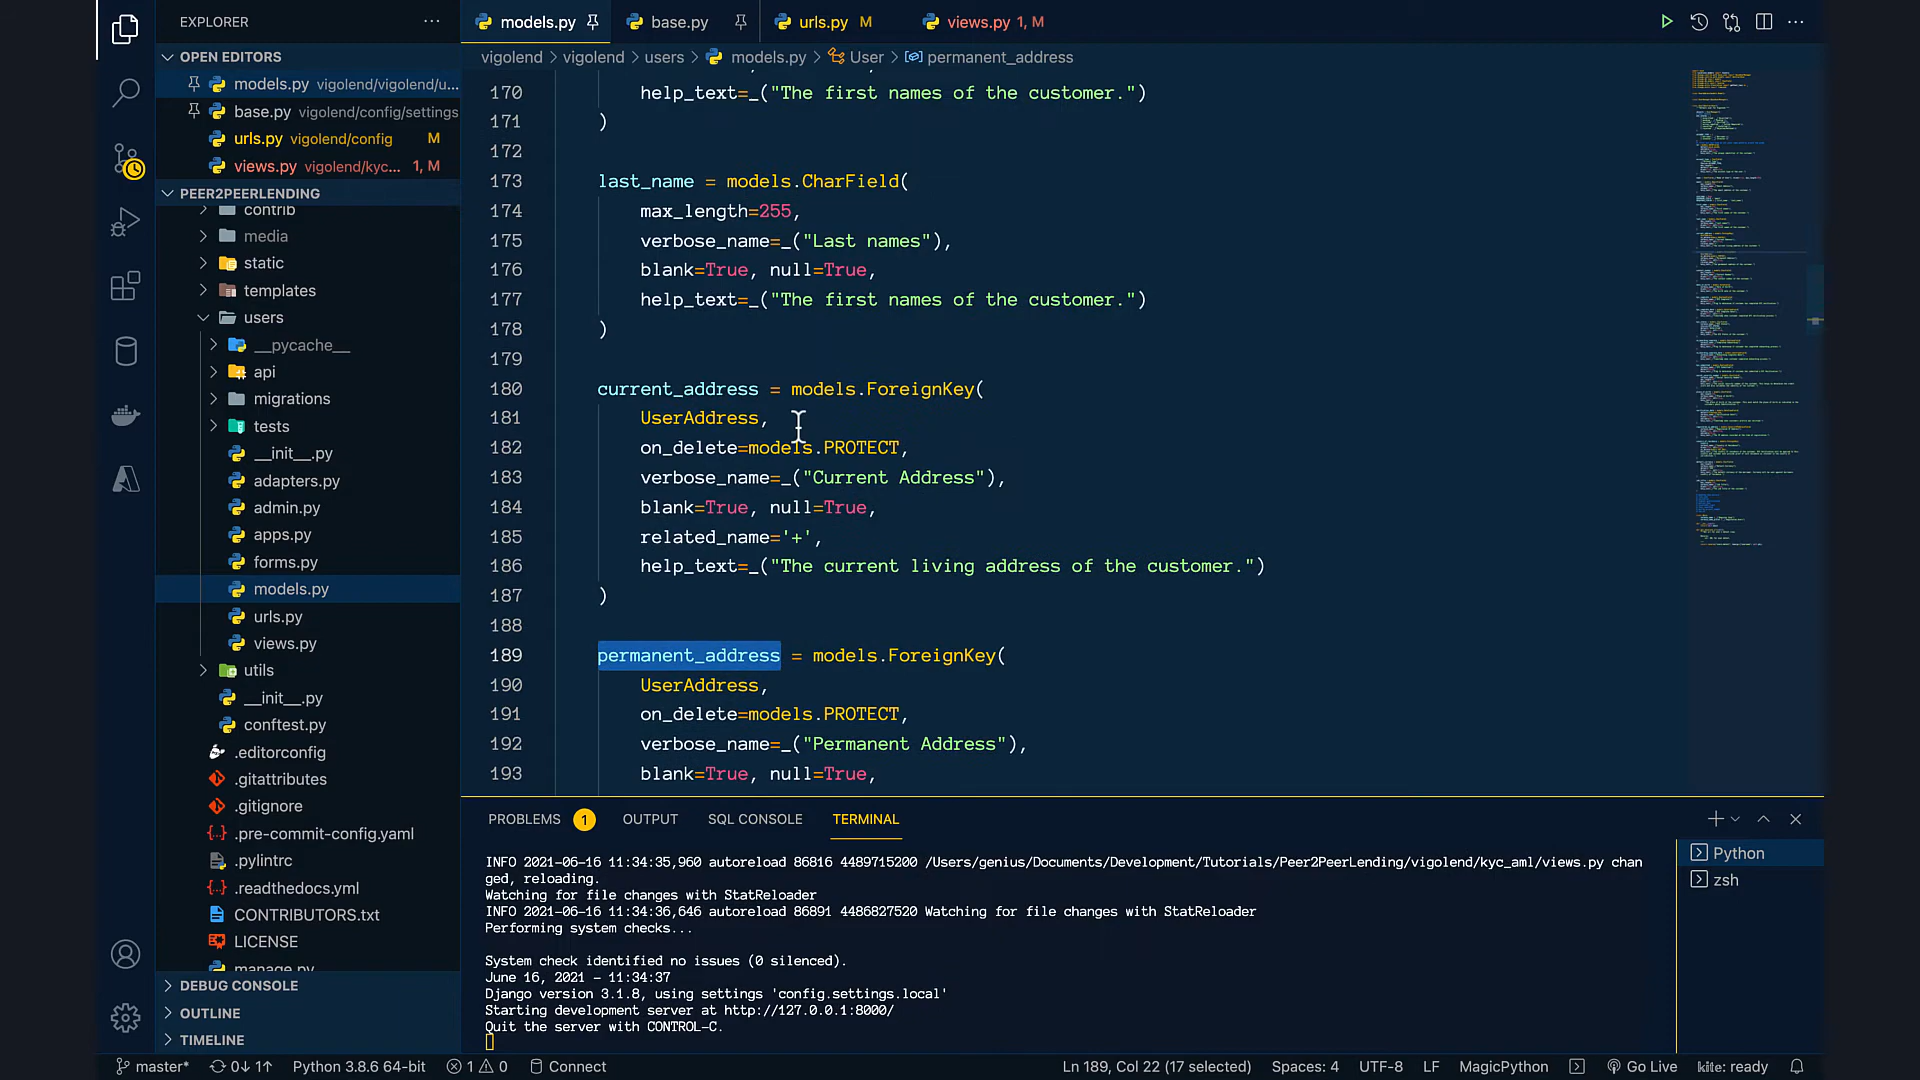 EXPLORER
models.py
base.py
urls.py M
views.py 1, M
OPEN EDITORS
vigolend > vigolend > users > models.py > User > permanent_address
models.py vigolend/vigolend/u...
base.py vigolend/config/settings
urls.py vigolend/config M
views.py vigolend/kyc... 1, M
PEER2PEERLENDING
contrib
media
static
templates
users
__pycache__
api
migrations
tests
__init__.py
adapters.py
admin.py
apps.py
forms.py
models.py
urls.py
views.py
utils
__init__.py
conftest.py
.editorconfig
.gitattributes
.gitignore
.pre-commit-config.yaml
.pylintrc
.readthedocs.yml
CONTRIBUTORS.txt
LICENSE
manage.py
DEBUG CONSOLE
OUTLINE
TIMELINE
170 help_text=_("The first names of the customer.")
171 )
172
173 last_name = models.CharField(
174 max_length=255,
175 verbose_name=_("Last names"),
176 blank=True, null=True,
177 help_text=_("The first names of the customer.")
178 )
179
180 current_address = models.ForeignKey(
181 UserAddress,
182 on_delete=models.PROTECT,
183 verbose_name=_("Current Address"),
184 blank=True, null=True,
185 related_name='+',
186 help_text=_("The current living address of the customer.")
187 )
188
189 permanent_address = models.ForeignKey(
190 UserAddress,
191 on_delete=models.PROTECT,
192 verbose_name=_("Permanent Address"),
193 blank=True, null=True,
PROBLEMS 1 OUTPUT SQL CONSOLE TERMINAL
INFO 2021-06-16 11:34:35,960 autoreload 86816 4489715200 /Users/genius/Documents/Development/Tutorials/Peer2PeerLending/vigolend/kyc_aml/views.py chan
ged, reloading.
Watching for file changes with StatReloader
INFO 2021-06-16 11:34:36,646 autoreload 86891 4486827520 Watching for file changes with StatReloader
Performing system checks...
System check identified no issues (0 silenced).
June 16, 2021 - 11:34:37
Django version 3.1.8, using settings 'config.settings.local'
Starting development server at http://127.0.0.1:8000/
Quit the server with CONTROL-C.
Python
zsh
master* 0↓ 1↑ Python 3.8.6 64-bit 1 0 Connect Ln 189, Col 22 (17 selected) Spaces: 4 UTF-8 LF MagicPython Go Live kite: ready